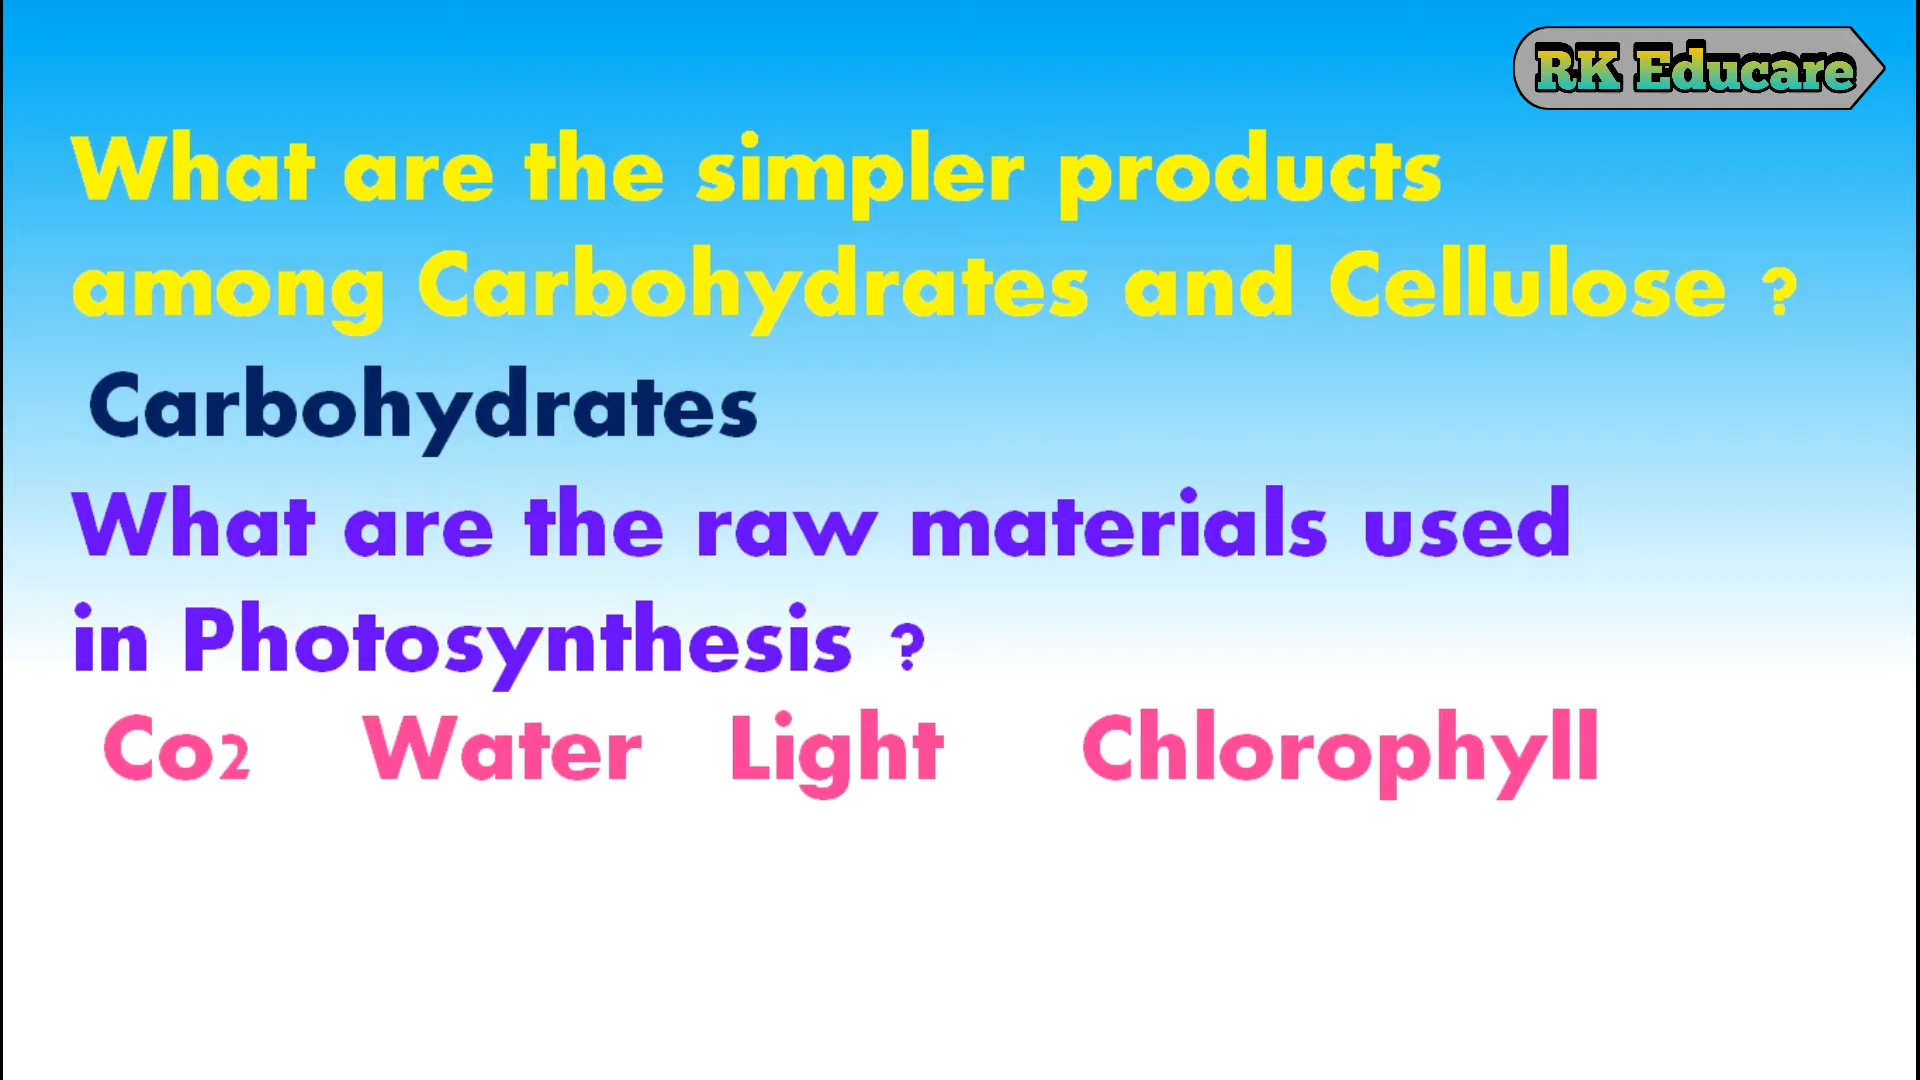 RK Educare
What are the simpler products
among Carbohydrates and Cellulose ?
Carbohydrates
What are the raw materials used
in Photosynthesis ?
Co2 Water Light Chlorophyll